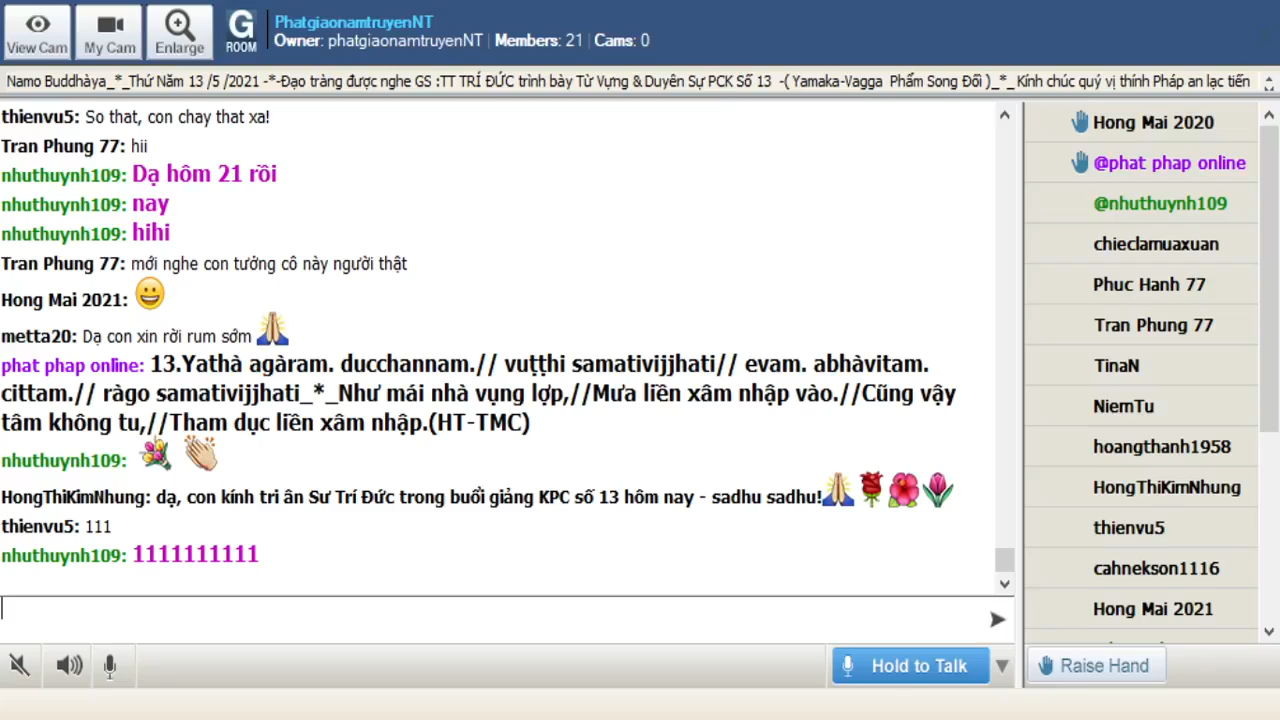 View Cam
My Cam
Enlarge
G
ROOM
PhatgiaonamtruyenNT
Owner: phatgiaonamtruyenNT | Members: 21 | Cams: 0
Namo Buddhàya_*_Thứ Năm 13 /5 /2021 -*-Đạo tràng được nghe GS :TT TRÍ ĐỨC trình bày Từ Vựng & Duyên Sự PCK Số 13 -( Yamaka-Vagga Phẩm Song Đối )_*_ Kính chúc quý vị thính Pháp an lạc tiến
thienvu5: So that, con chay that xa!
Tran Phung 77: hii
nhuthuynh109: Dạ hôm 21 rồi
nhuthuynh109: nay
nhuthuynh109: hihi
Tran Phung 77: mới nghe con tưởng cô này người thật
Hong Mai 2021:
metta20: Dạ con xin rời rum sớm
phat phap online: 13.Yathà agàram. ducchannam.// vuṭṭhi samativijjhati// evam. abhàvitam.
cittam.// ràgo samativijjhati_*_Như mái nhà vụng lợp,//Mưa liền xâm nhập vào.//Cũng vậy
tâm không tu,//Tham dục liền xâm nhập.(HT-TMC)
nhuthuynh109:
HongThiKimNhung: dạ, con kính tri ân Sư Trí Đức trong buổi giảng KPC số 13 hôm nay - sadhu sadhu!
thienvu5: 111
nhuthuynh109: 1111111111
Hold to Talk
Hong Mai 2020
@phat phap online
@nhuthuynh109
chieclamuaxuan
Phuc Hanh 77
Tran Phung 77
TinaN
NiemTu
hoangthanh1958
HongThiKimNhung
thienvu5
cahnekson1116
Hong Mai 2021
Raise Hand